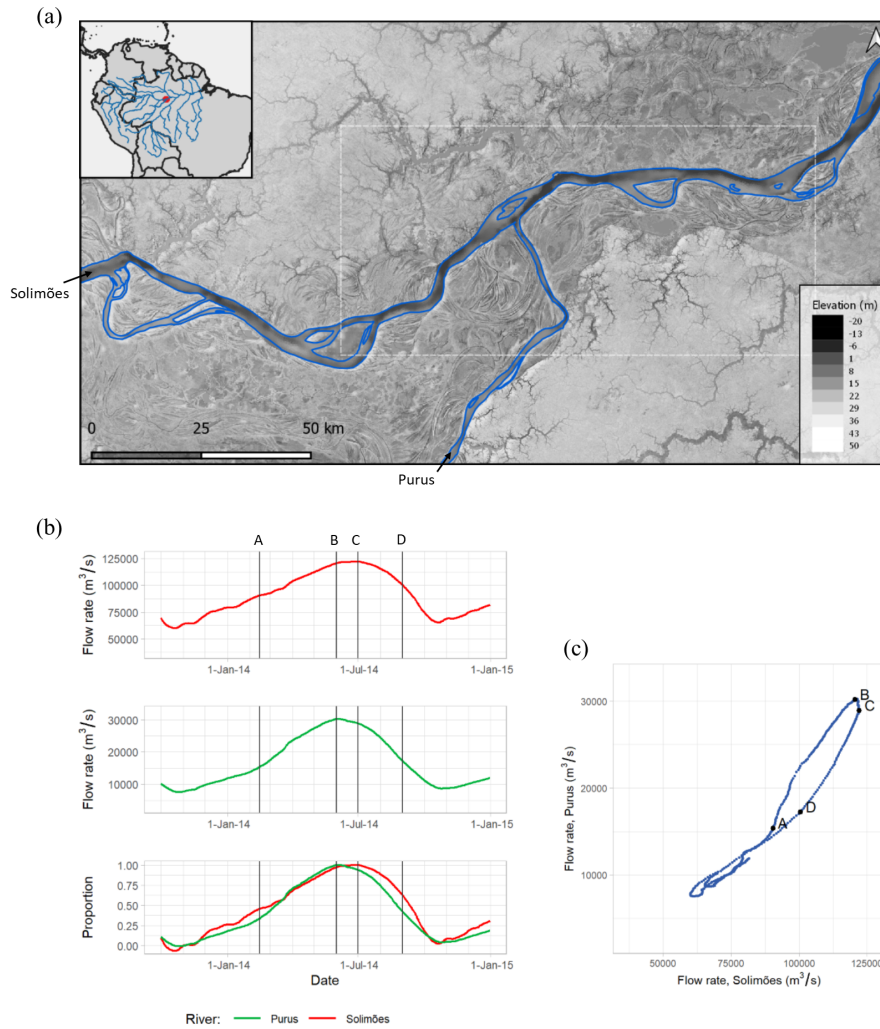 (a)
Solimões
Elevation (m)
-20
-13
-6
1
8
15
22
29
36
43
50
0 25 50 km
Purus
(b)
A B C D
Flow rate (m³/s)
125000
100000
75000
50000
1-Jan-14 1-Jul-14 1-Jan-15
Flow rate (m³/s)
30000
20000
10000
1-Jan-14 1-Jul-14 1-Jan-15
Proportion
1.00
0.75
0.50
0.25
0.00
1-Jan-14 1-Jul-14 1-Jan-15
Date
River: Purus Solimões
(c)
Flow rate, Purus (m³/s)
30000
20000
10000
B
C
D
A
50000 75000 100000 125000
Flow rate, Solimões (m³/s)